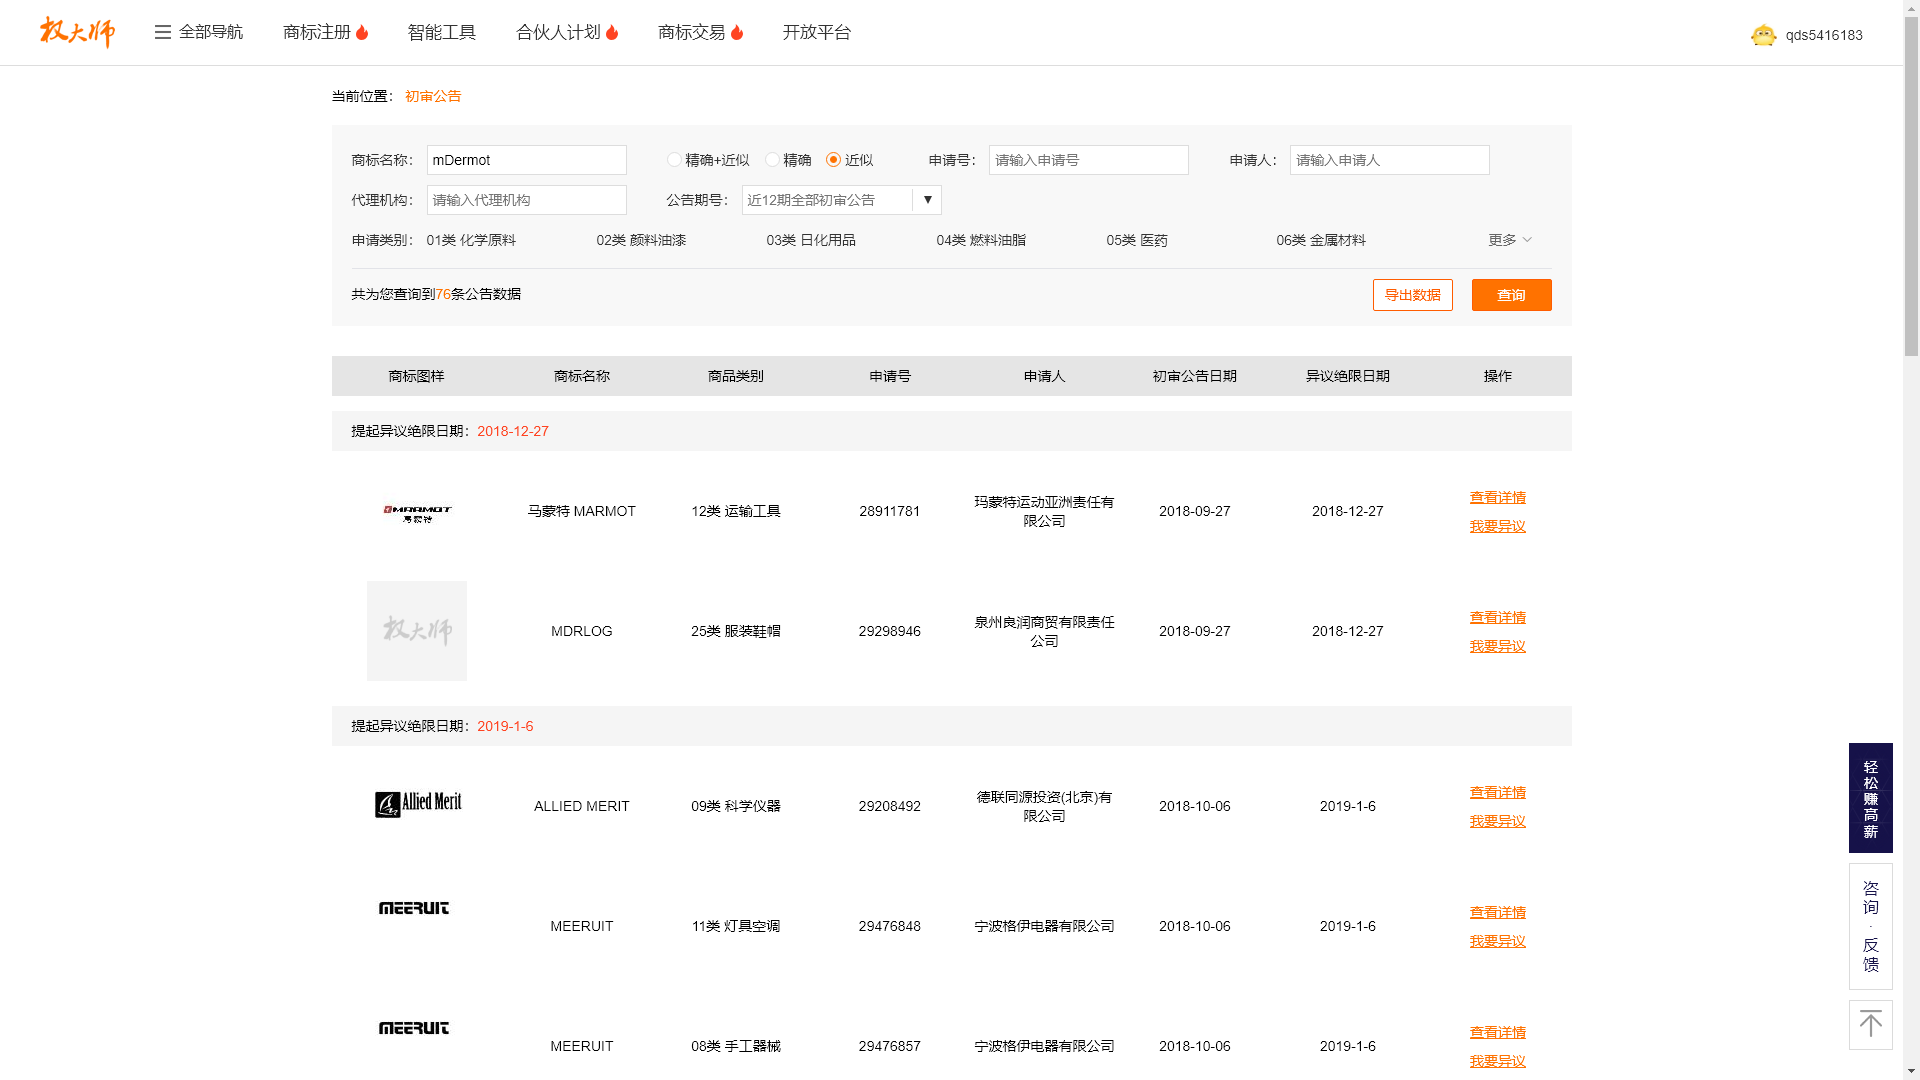 权大师 全部导航 商标注册 智能工具 合伙人计划 商标交易 开放平台 qds5416183
当前位置： 初审公告
商标名称： mDermot 精确+近似 精确 近似 申请号： 请输入申请号 申请人： 请输入申请人
代理机构： 请输入代理机构 公告期号： 近12期全部初审公告 ▼
申请类别： 01类 化学原料 02类 颜料油漆 03类 日化用品 04类 燃料油脂 05类 医药 06类 金属材料 更多
共为您查询到76条公告数据 导出数据 查询
商标图样 商标名称 商品类别 申请号 申请人 初审公告日期 异议绝限日期 操作
提起异议绝限日期：2018-12-27
MARMOT
马蒙特
马蒙特 MARMOT 12类 运输工具 28911781 玛蒙特运动亚洲责任有
限公司
2018-09-27 2018-12-27 查看详情
我要异议
权大师
MDRLOG 25类 服装鞋帽 29298946 泉州良润商贸有限责任
公司
2018-09-27 2018-12-27 查看详情
我要异议
提起异议绝限日期：2019-1-6
Allied Merit
ALLIED MERIT 09类 科学仪器 29208492 德联同源投资(北京)有
限公司
2018-10-06 2019-1-6 查看详情
我要异议
MEERUIT
MEERUIT 11类 灯具空调 29476848 宁波格伊电器有限公司 2018-10-06 2019-1-6 查看详情
我要异议
MEERUIT
MEERUIT 08类 手工器械 29476857 宁波格伊电器有限公司 2018-10-06 2019-1-6 查看详情
我要异议
轻松赚高薪
咨询·反馈